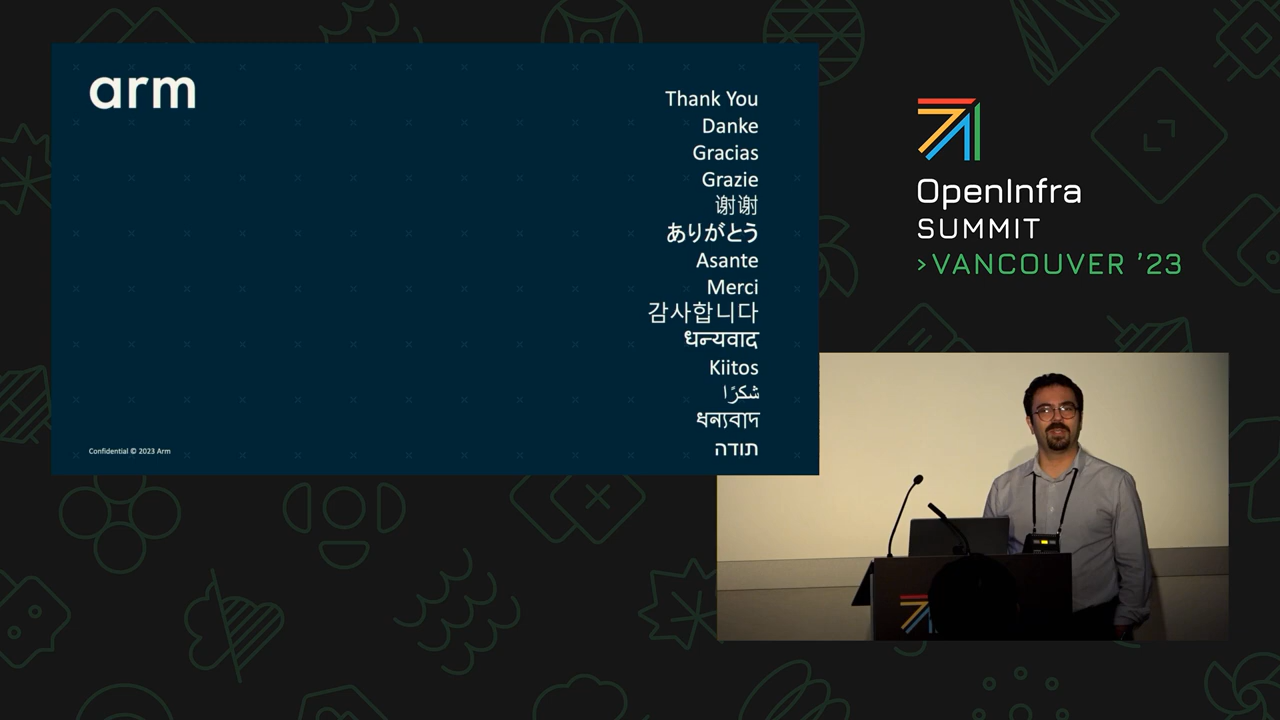 arm
Thank You
Danke
Gracias
Grazie
谢谢
ありがとう
Asante
Merci
감사합니다
धन्यवाद
Kiitos
شكرًا
ধন্যবাদ
תודה
Confidential © 2023 Arm
OpenInfra
SUMMIT
>VANCOUVER ’23